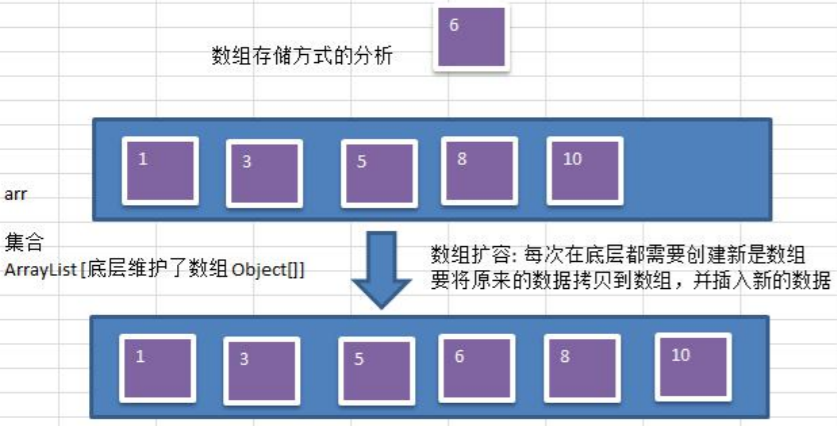 6
数组存储方式的分析
1 3 5 8 10
arr
集合
ArrayList [底层维护了数组 Object[]]
数组扩容: 每次在底层都需要创建新是数组
要将原来的数据拷贝到数组，并插入新的数据
1 3 5 6 8 10